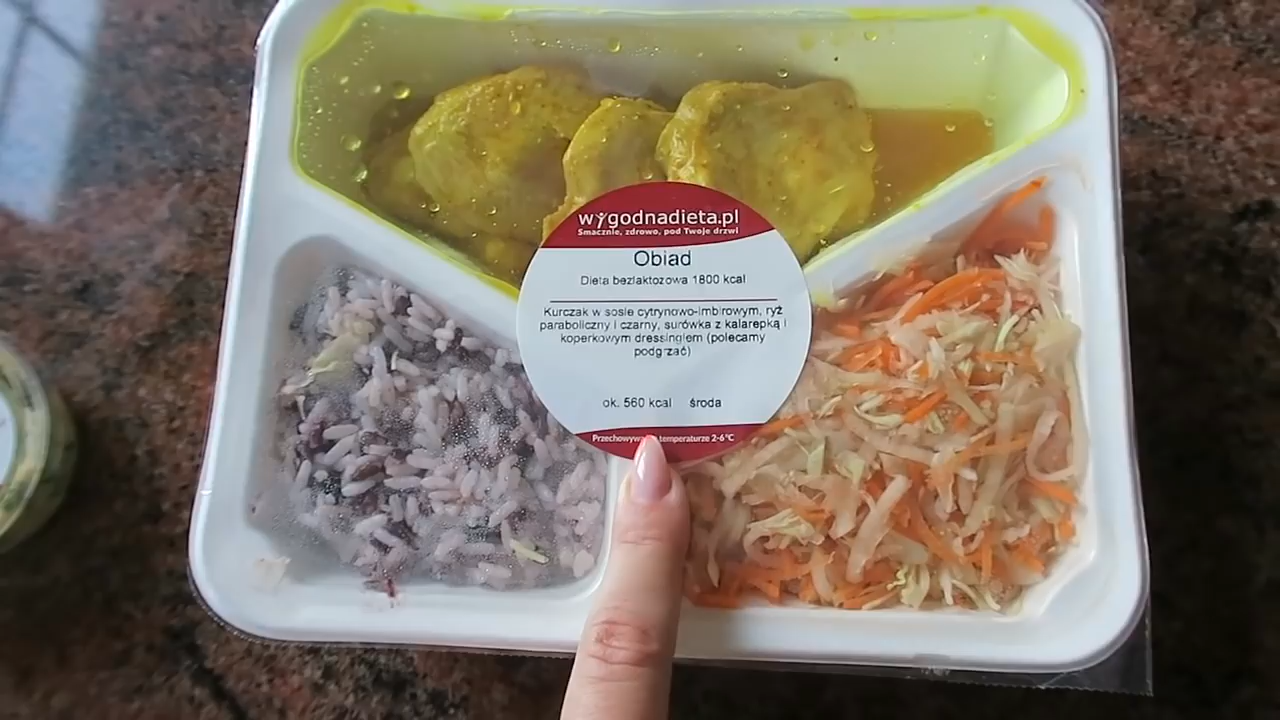 wygodnadieta.pl
Smacznie, zdrowo, pod Twoje drzwi
Obiad
Dieta bezlaktozowa 1800 kcal
Kurczak w sosie cytrynowo-imbirowym, ryż
paraboliczny i czarny, surówka z kalarepką i
koperkowym dressingiem (polecamy
podgrzać)
ok. 560 kcal środa
temperaturze 2-6°C